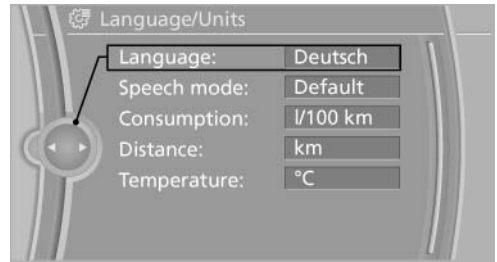 Language/Units
Language: Deutsch
Speech mode: Default
Consumption: l/100 km
Distance: km
Temperature: °C